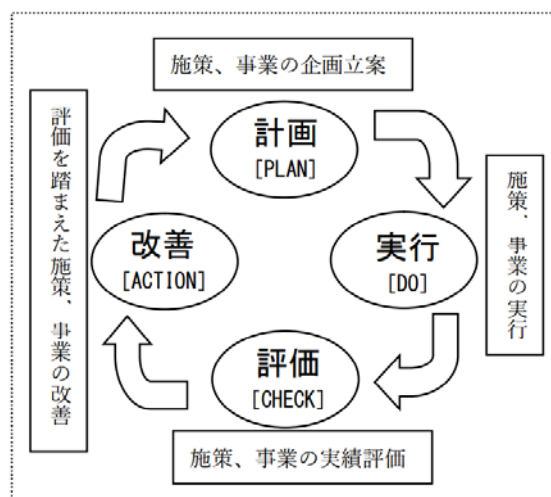 施策、事業の企画立案
計画
[PLAN]
施策、事業の実行
実行
[DO]
評価
[CHECK]
施策、事業の実績評価
改善
[ACTION]
評価を踏まえた施策、事業の改善